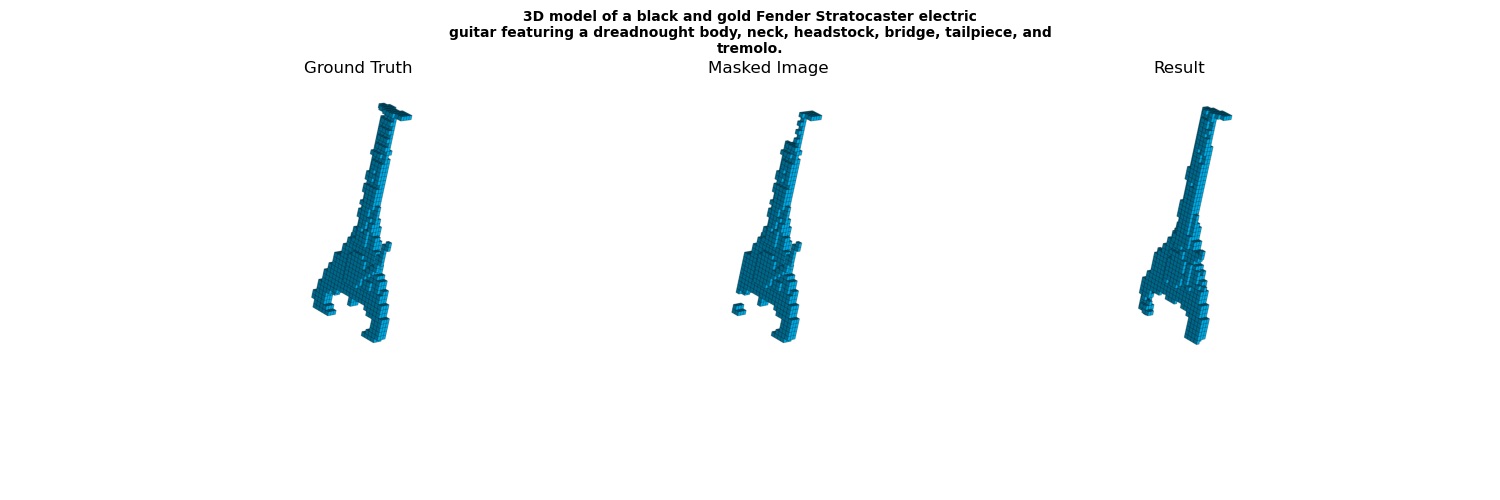 3D model of a black and gold Fender Stratocaster electric
guitar featuring a dreadnought body, neck, headstock, bridge, tailpiece, and
tremolo.
Ground Truth
Masked Image
Result